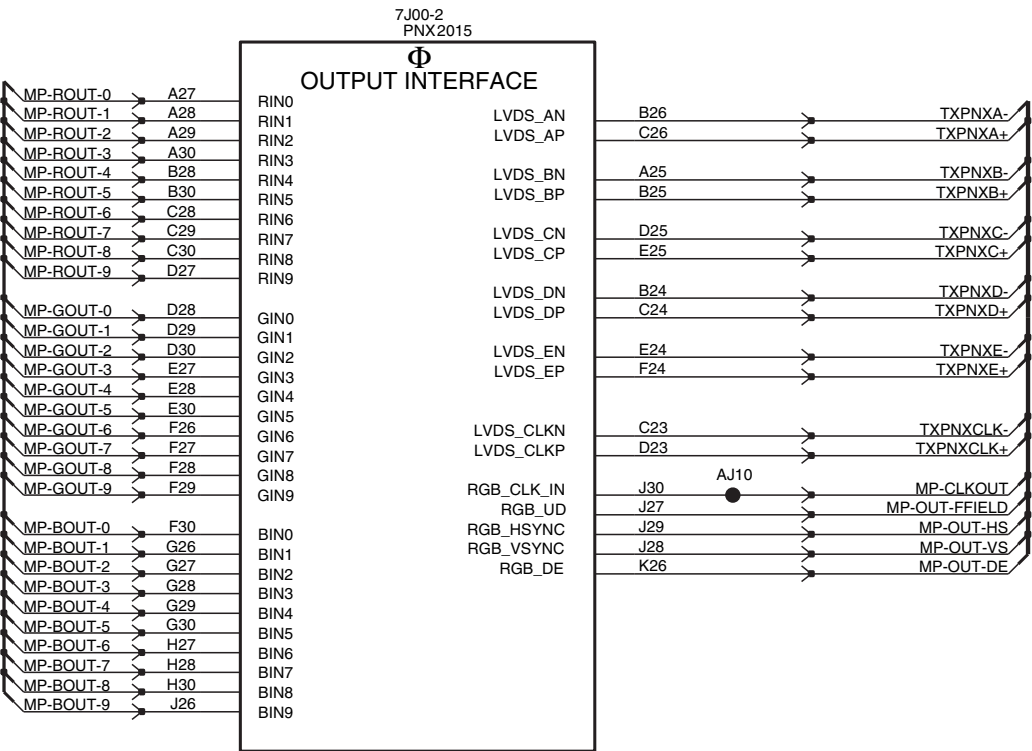 7J00-2
PNX2015
Φ
OUTPUT INTERFACE
MP-ROUT-0 A27 RIN0
MP-ROUT-1 A28 RIN1
MP-ROUT-2 A29 RIN2
MP-ROUT-3 A30 RIN3
MP-ROUT-4 B28 RIN4
MP-ROUT-5 B30 RIN5
MP-ROUT-6 C28 RIN6
MP-ROUT-7 C29 RIN7
MP-ROUT-8 C30 RIN8
MP-ROUT-9 D27 RIN9
MP-GOUT-0 D28 GIN0
MP-GOUT-1 D29 GIN1
MP-GOUT-2 D30 GIN2
MP-GOUT-3 E27 GIN3
MP-GOUT-4 E28 GIN4
MP-GOUT-5 E30 GIN5
MP-GOUT-6 F26 GIN6
MP-GOUT-7 F27 GIN7
MP-GOUT-8 F28 GIN8
MP-GOUT-9 F29 GIN9
MP-BOUT-0 F30 BIN0
MP-BOUT-1 G26 BIN1
MP-BOUT-2 G27 BIN2
MP-BOUT-3 G28 BIN3
MP-BOUT-4 G29 BIN4
MP-BOUT-5 G30 BIN5
MP-BOUT-6 H27 BIN6
MP-BOUT-7 H28 BIN7
MP-BOUT-8 H30 BIN8
MP-BOUT-9 J26 BIN9
LVDS_AN B26 TXPNXA-
LVDS_AP C26 TXPNXA+
LVDS_BN A25 TXPNXB-
LVDS_BP B25 TXPNXB+
LVDS_CN D25 TXPNXC-
LVDS_CP E25 TXPNXC+
LVDS_DN B24 TXPNXD-
LVDS_DP C24 TXPNXD+
LVDS_EN E24 TXPNXE-
LVDS_EP F24 TXPNXE+
LVDS_CLKN C23 TXPNXCLK-
LVDS_CLKP D23 TXPNXCLK+
AJ10
RGB_CLK_IN J30 MP-CLKOUT
RGB_UD J27 MP-OUT-FFIELD
RGB_HSYNC J29 MP-OUT-HS
RGB_VSYNC J28 MP-OUT-VS
RGB_DE K26 MP-OUT-DE